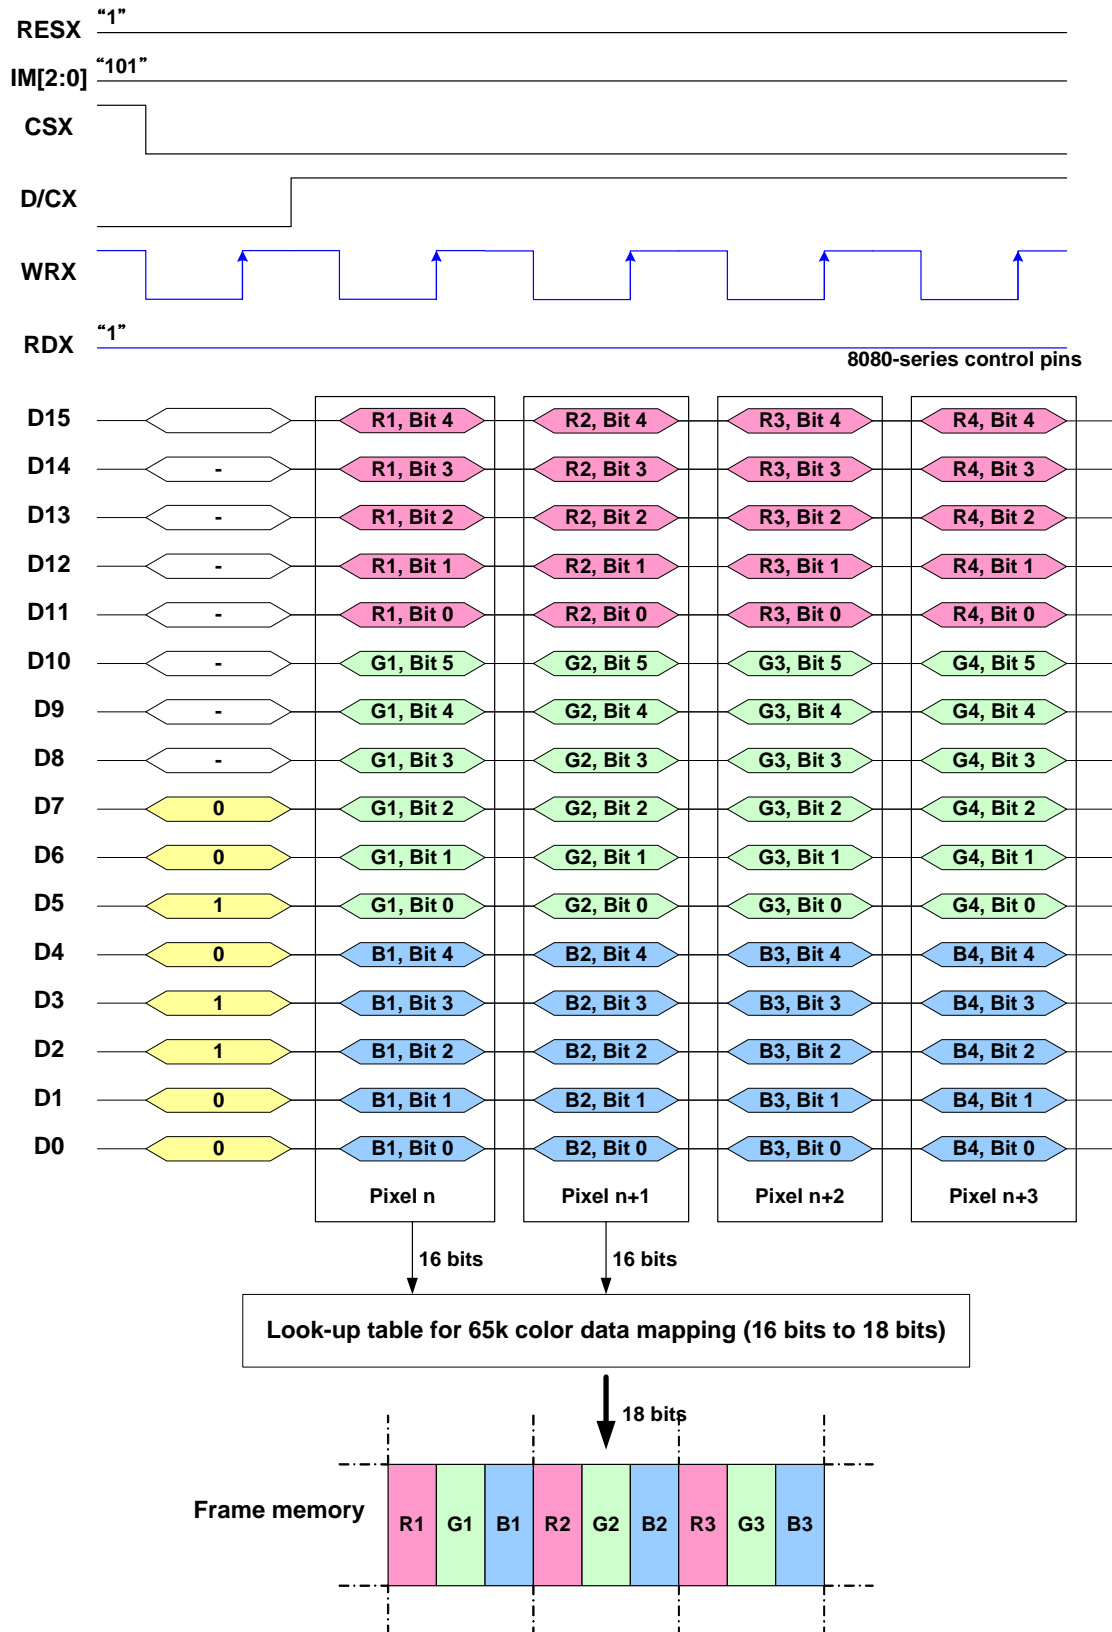 RESX “1”
IM[2:0] “101”
CSX
D/CX
WRX
RDX “1”
8080-series control pins
D15 R1, Bit 4 R2, Bit 4 R3, Bit 4 R4, Bit 4
D14 - R1, Bit 3 R2, Bit 3 R3, Bit 3 R4, Bit 3
D13 - R1, Bit 2 R2, Bit 2 R3, Bit 2 R4, Bit 2
D12 - R1, Bit 1 R2, Bit 1 R3, Bit 1 R4, Bit 1
D11 - R1, Bit 0 R2, Bit 0 R3, Bit 0 R4, Bit 0
D10 - G1, Bit 5 G2, Bit 5 G3, Bit 5 G4, Bit 5
D9 - G1, Bit 4 G2, Bit 4 G3, Bit 4 G4, Bit 4
D8 - G1, Bit 3 G2, Bit 3 G3, Bit 3 G4, Bit 3
D7 0 G1, Bit 2 G2, Bit 2 G3, Bit 2 G4, Bit 2
D6 0 G1, Bit 1 G2, Bit 1 G3, Bit 1 G4, Bit 1
D5 1 G1, Bit 0 G2, Bit 0 G3, Bit 0 G4, Bit 0
D4 0 B1, Bit 4 B2, Bit 4 B3, Bit 4 B4, Bit 4
D3 1 B1, Bit 3 B2, Bit 3 B3, Bit 3 B4, Bit 3
D2 1 B1, Bit 2 B2, Bit 2 B3, Bit 2 B4, Bit 2
D1 0 B1, Bit 1 B2, Bit 1 B3, Bit 1 B4, Bit 1
D0 0 B1, Bit 0 B2, Bit 0 B3, Bit 0 B4, Bit 0
Pixel n Pixel n+1 Pixel n+2 Pixel n+3
16 bits 16 bits
Look-up table for 65k color data mapping (16 bits to 18 bits)
18 bits
Frame memory R1 G1 B1 R2 G2 B2 R3 G3 B3